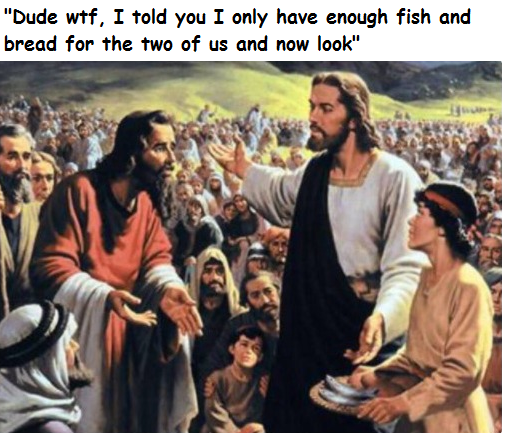 "Dude wtf, I told you I only have enough fish and
bread for the two of us and now look"